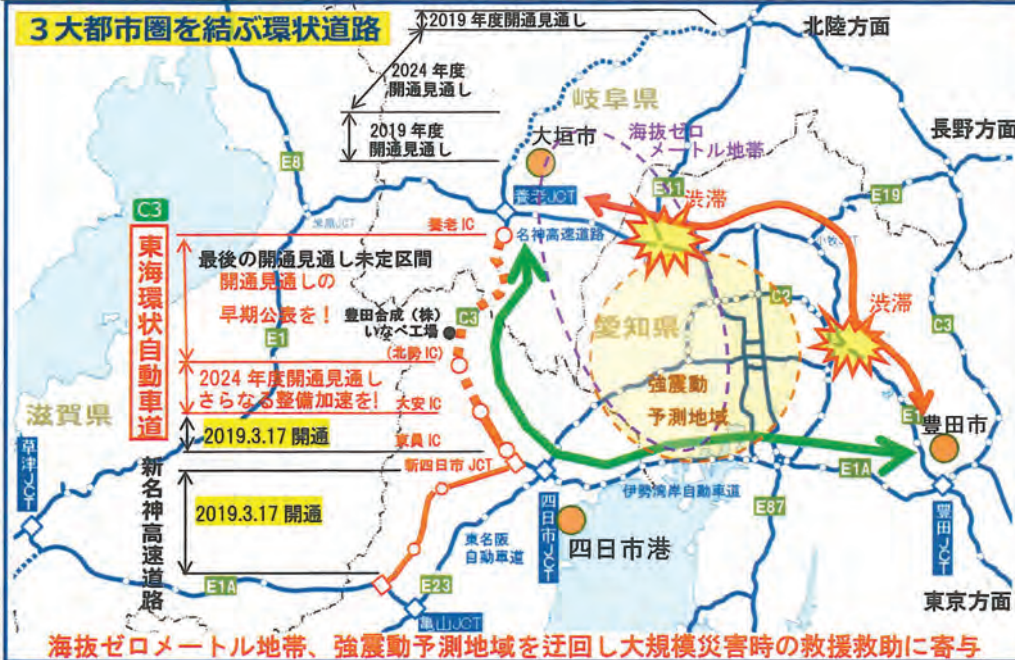 3大都市圏を結ぶ環状道路
2019年度開通見通し
北陸方面
2024年度
開通見通し
岐阜県
2019年度
開通見通し
大垣市
海抜ゼロ
メートル地帯
長野方面
E8
E41
渋滞
E19
養老JCT
C3
米原JCT
養老IC
名神高速道路
小牧JCT
東海環状自動車道
最後の開通見通し未定区間
開通見通しの
早期公表を!
豊田合成(株)
いなべ工場
C3
C2
渋滞
愛知県
E1
C3
(北勢IC)
2024年度開通見通し
さらなる整備加速を!
大安IC
強震動
予測地域
E1
滋賀県
2019.3.17開通
東員IC
豊田市
草津JCT
新名神高速道路
新四日市JCT
E1A
2019.3.17開通
伊勢湾岸自動車道
四日市JCT
E87
豊田JCT
東名阪
自動車道
四日市港
E1A
E23
亀山JCT
東京方面
海抜ゼロメートル地帯、強震動予測地域を迂回し大規模災害時の救援救助に寄与